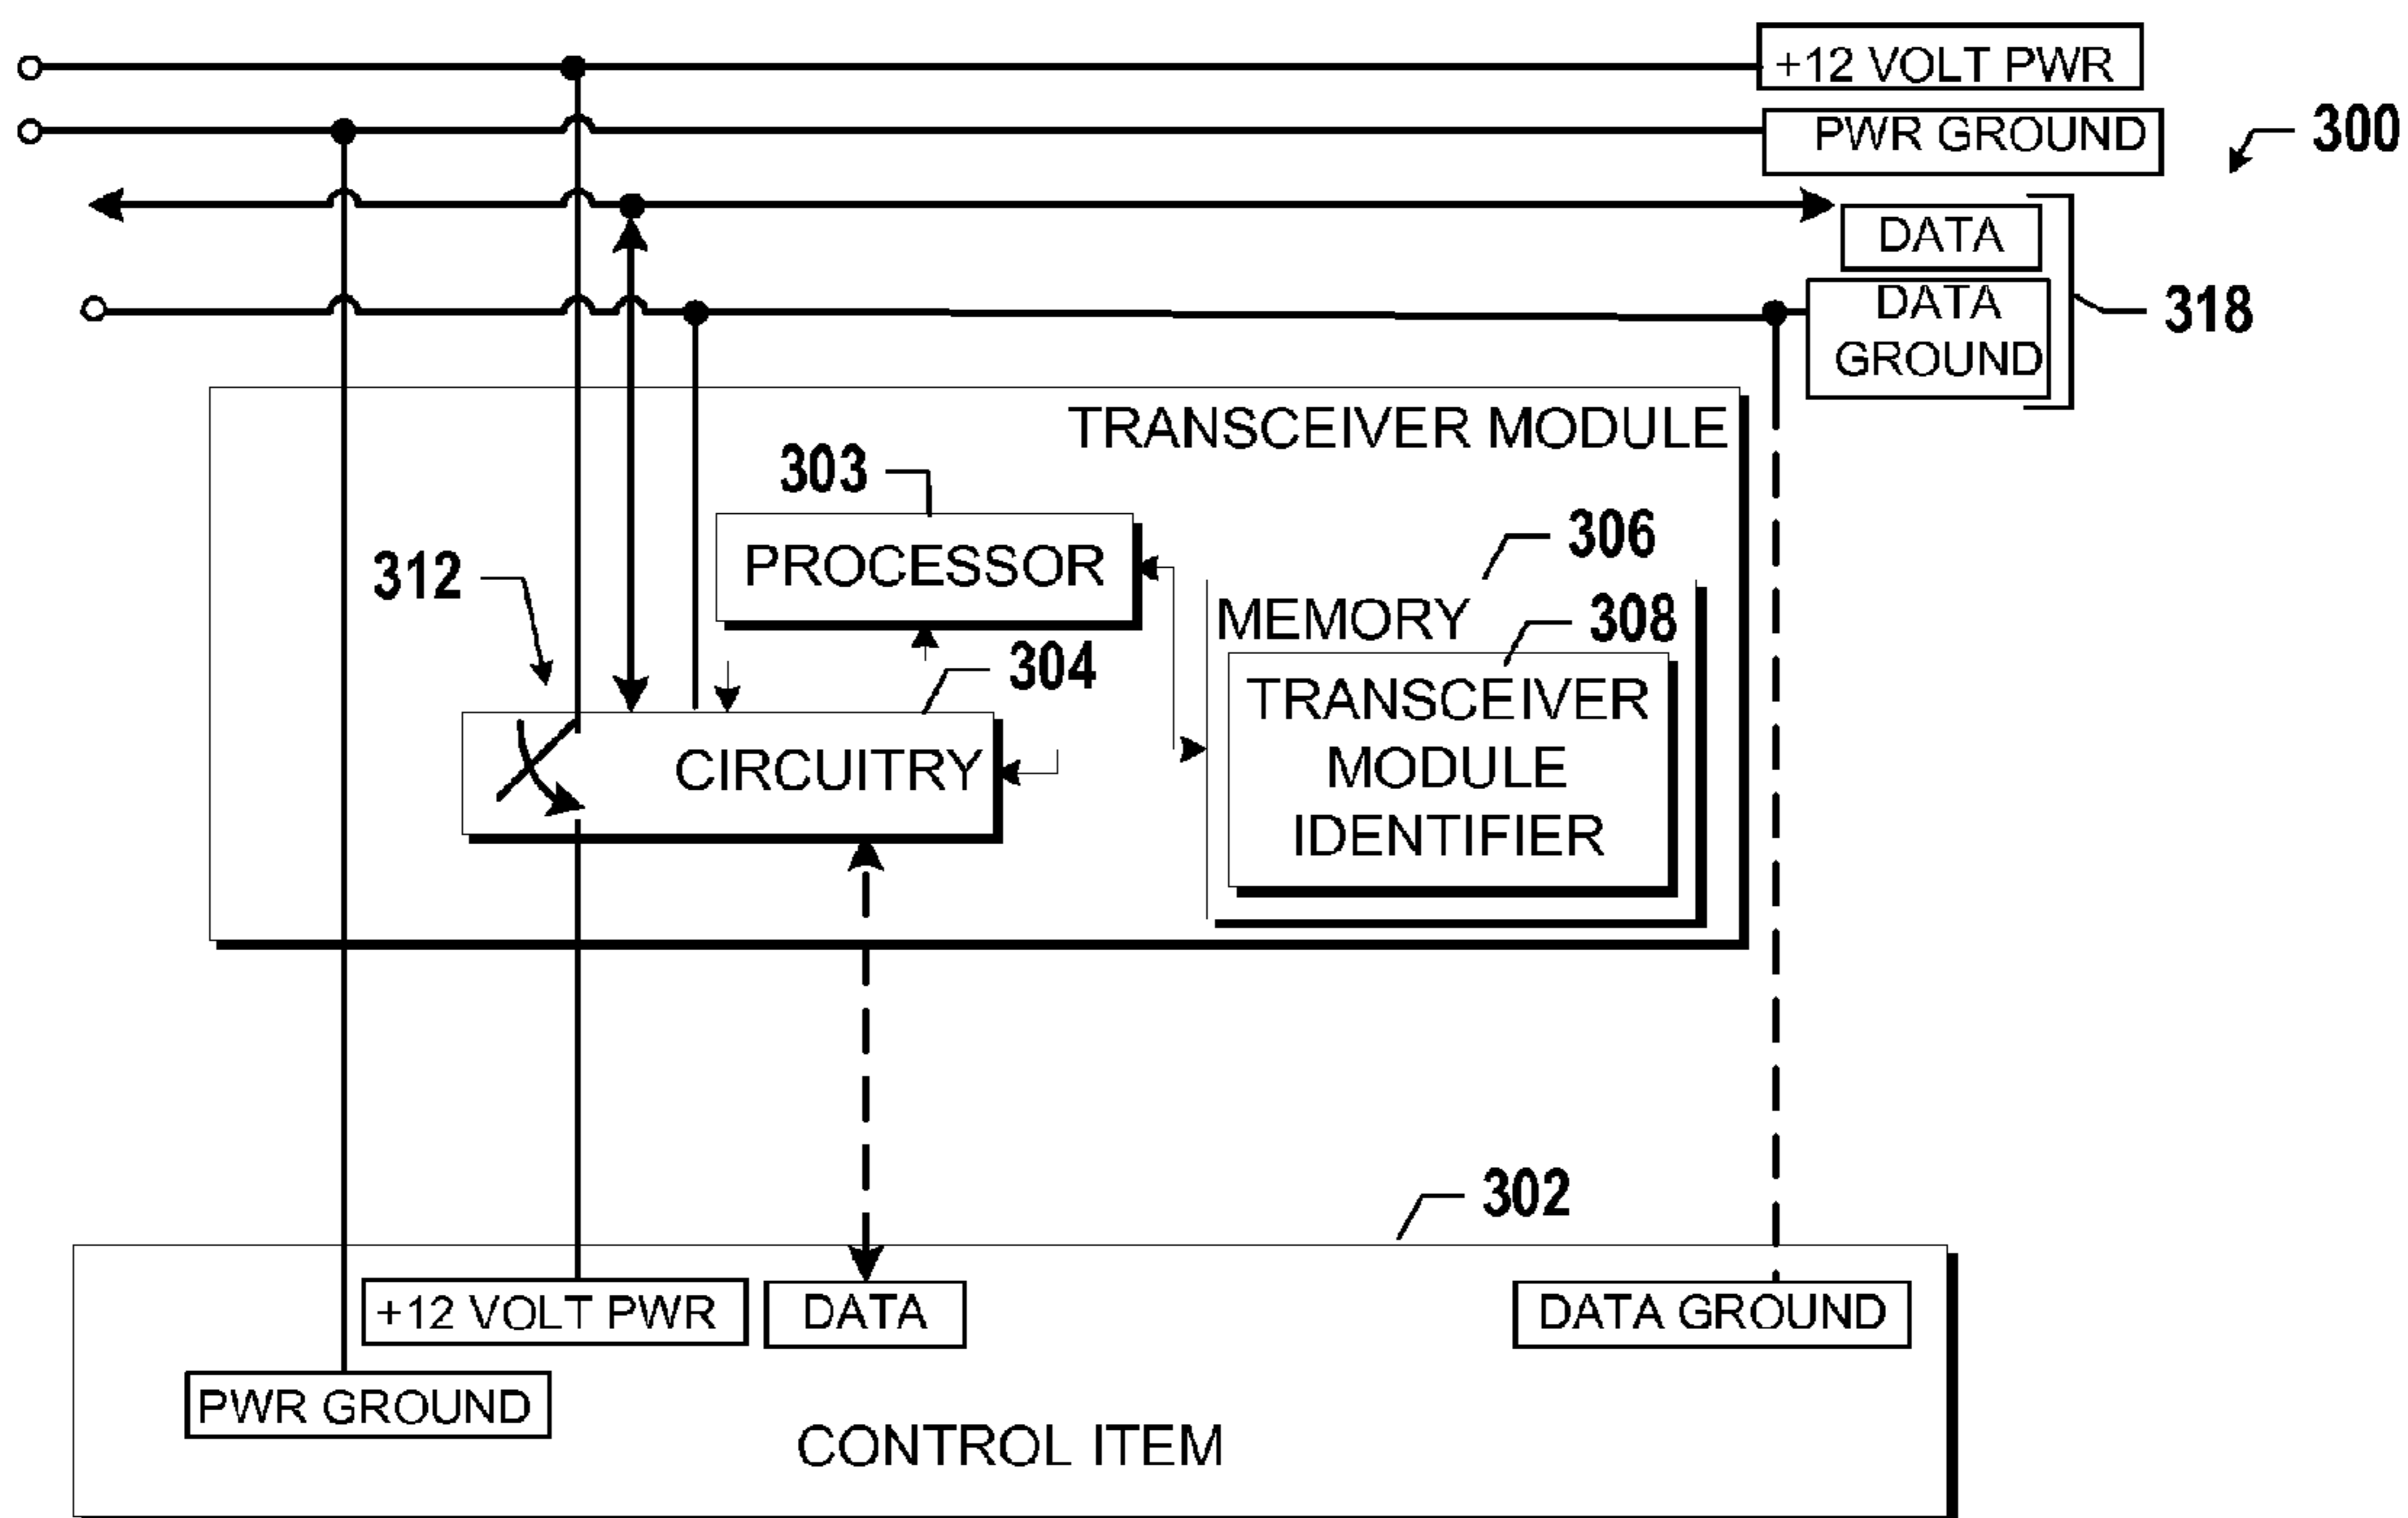 +12 VOLT PWR
PWR GROUND
300
DATA
DATA
GROUND
318
TRANSCEIVER MODULE
303
PROCESSOR
306
312
MEMORY
308
304
TRANSCEIVER
MODULE
IDENTIFIER
CIRCUITRY
302
+12 VOLT PWR
DATA
DATA GROUND
PWR GROUND
CONTROL ITEM